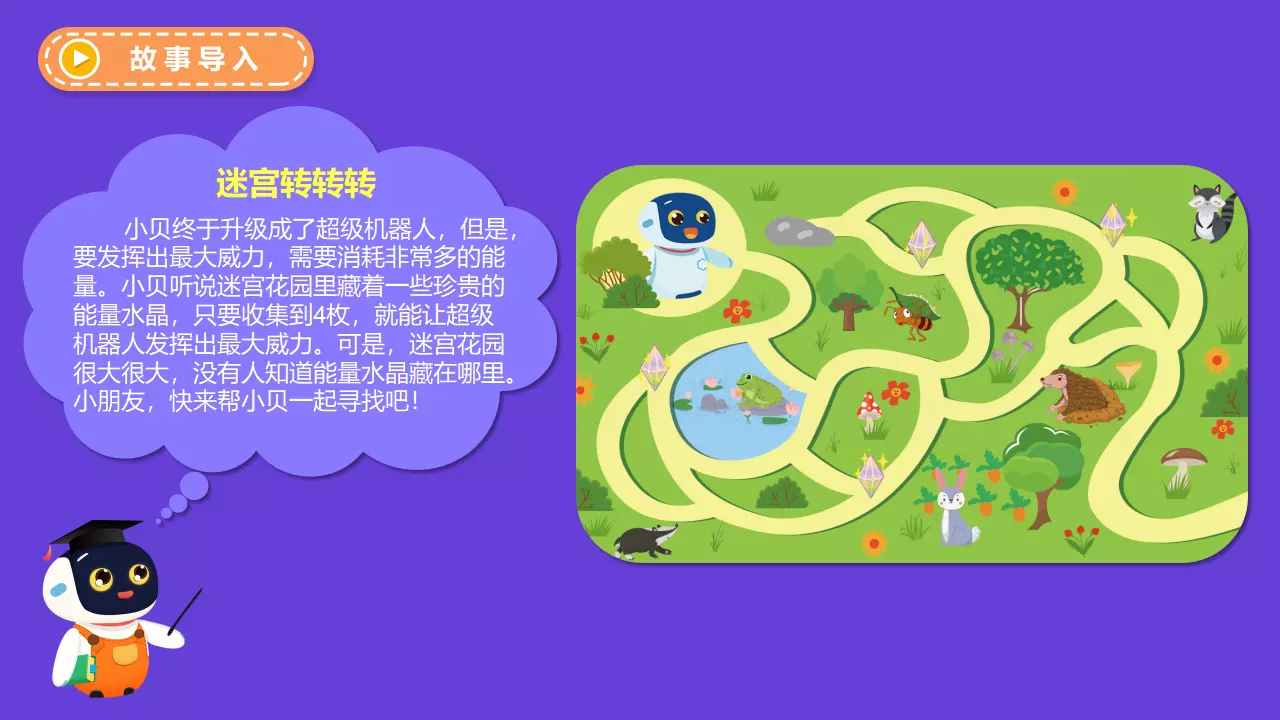 故事导入
迷宫转转转
小贝终于升级成了超级机器人，但是，
要发挥出最大威力，需要消耗非常多的能
量。小贝听说迷宫花园里藏着一些珍贵的
能量水晶，只要收集到4枚，就能让超级
机器人发挥出最大威力。可是，迷宫花园
很大很大，没有人知道能量水晶藏在哪里。
小朋友，快来帮小贝一起寻找吧！